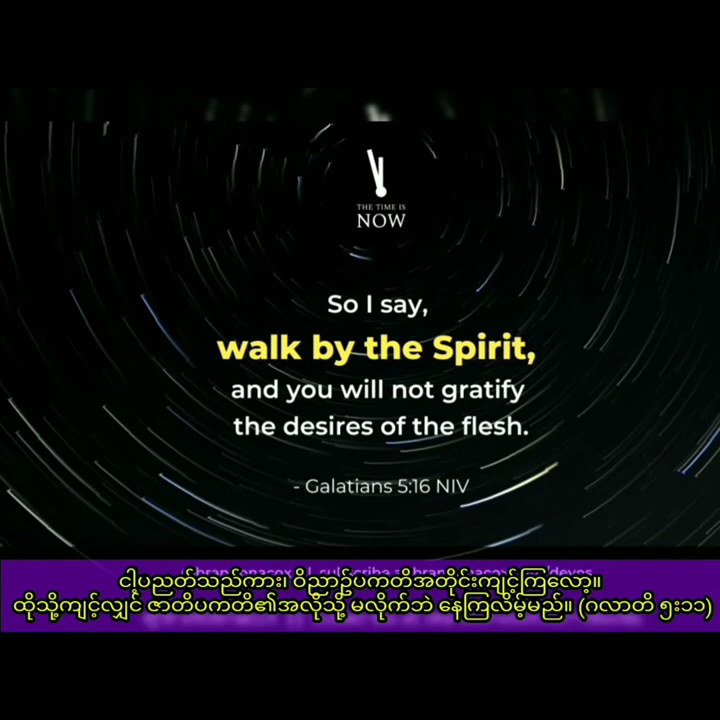 THE TIME IS
NOW
So I say,
walk by the Spirit,
and you will not gratify
the desires of the flesh.
- Galatians 5:16 NIV
ငါ့ပညတ်သည်ကား၊ ဝိညာဥ်ပကတိအတိုင်းကျင့်ကြလော့။
ထိုသို့ကျင့်လျှင် ဇာတိပကတိ၏အလိုသို့ မလိုက်ဘဲ နေကြလိမ့်မည်။ (ဂလာတိ ၅း၁၁)